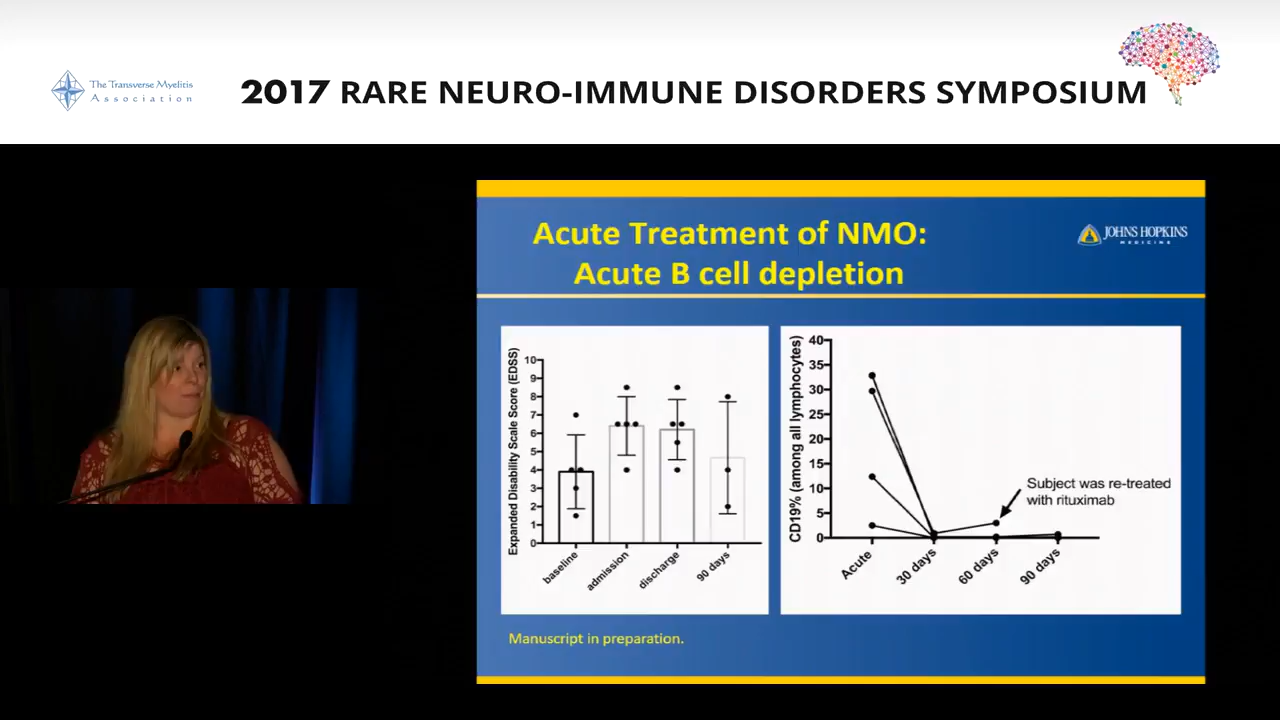 The Transverse Myelitis
Association
2017 RARE NEURO-IMMUNE DISORDERS SYMPOSIUM
Acute Treatment of NMO:
Acute B cell depletion
JOHNS HOPKINS
MEDICINE
Expanded Disability Scale Score (EDSS)
10
9
8
7
6
5
4
3
2
1
0
baseline
admission
discharge
90 days
CD19% (among all lymphocytes)
40
35
30
25
20
15
10
5
0
Subject was re-treated
with rituximab
Acute
30 days
60 days
90 days
Manuscript in preparation.